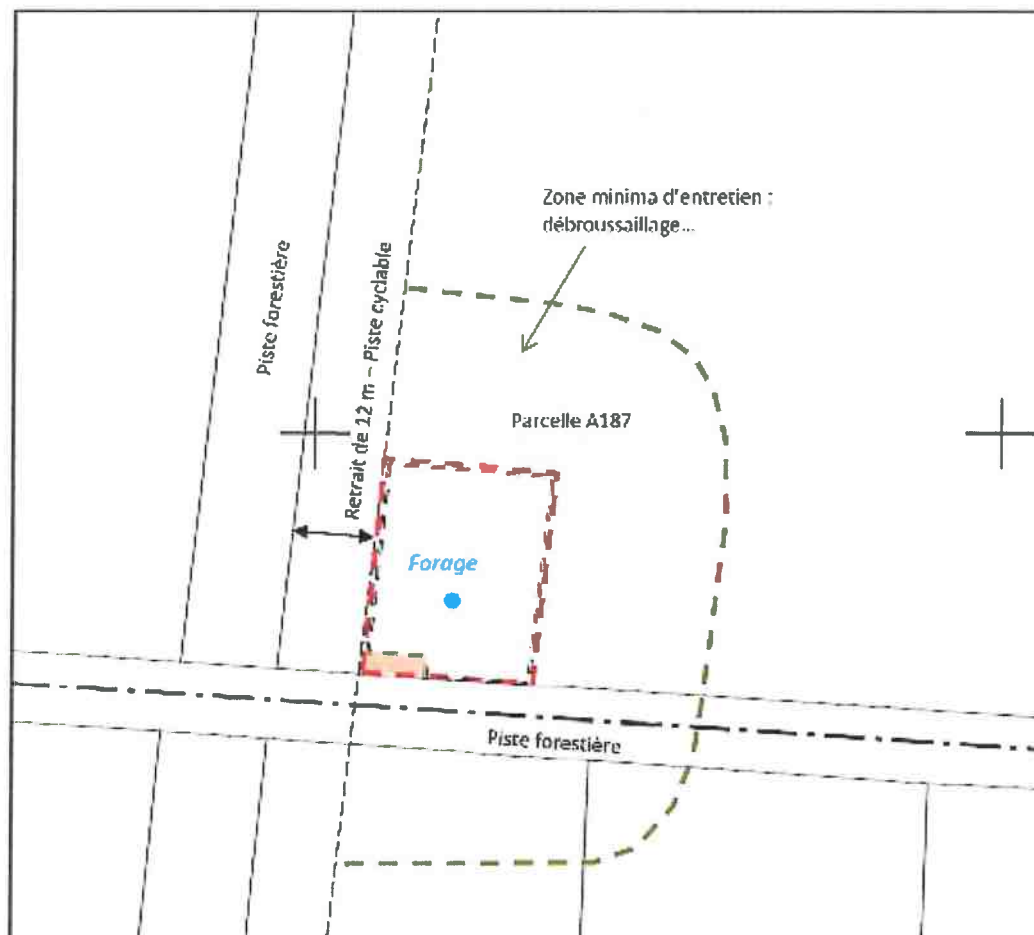 Zone minima d'entretien :
débroussaillage...
Piste forestière
Retrait de 12 m - Piste cyclable
Parcelle A187
Forage
Piste forestière